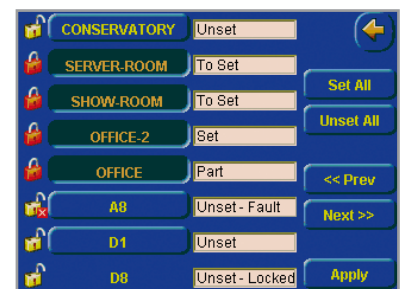 CONSERVATORY Unset
SERVER-ROOM To Set
Set All
SHOW-ROOM To Set
Unset All
OFFICE-2 Set
OFFICE Part
<< Prev
A8 Unset - Fault
Next >>
D1 Unset
D8 Unset - Locked
Apply